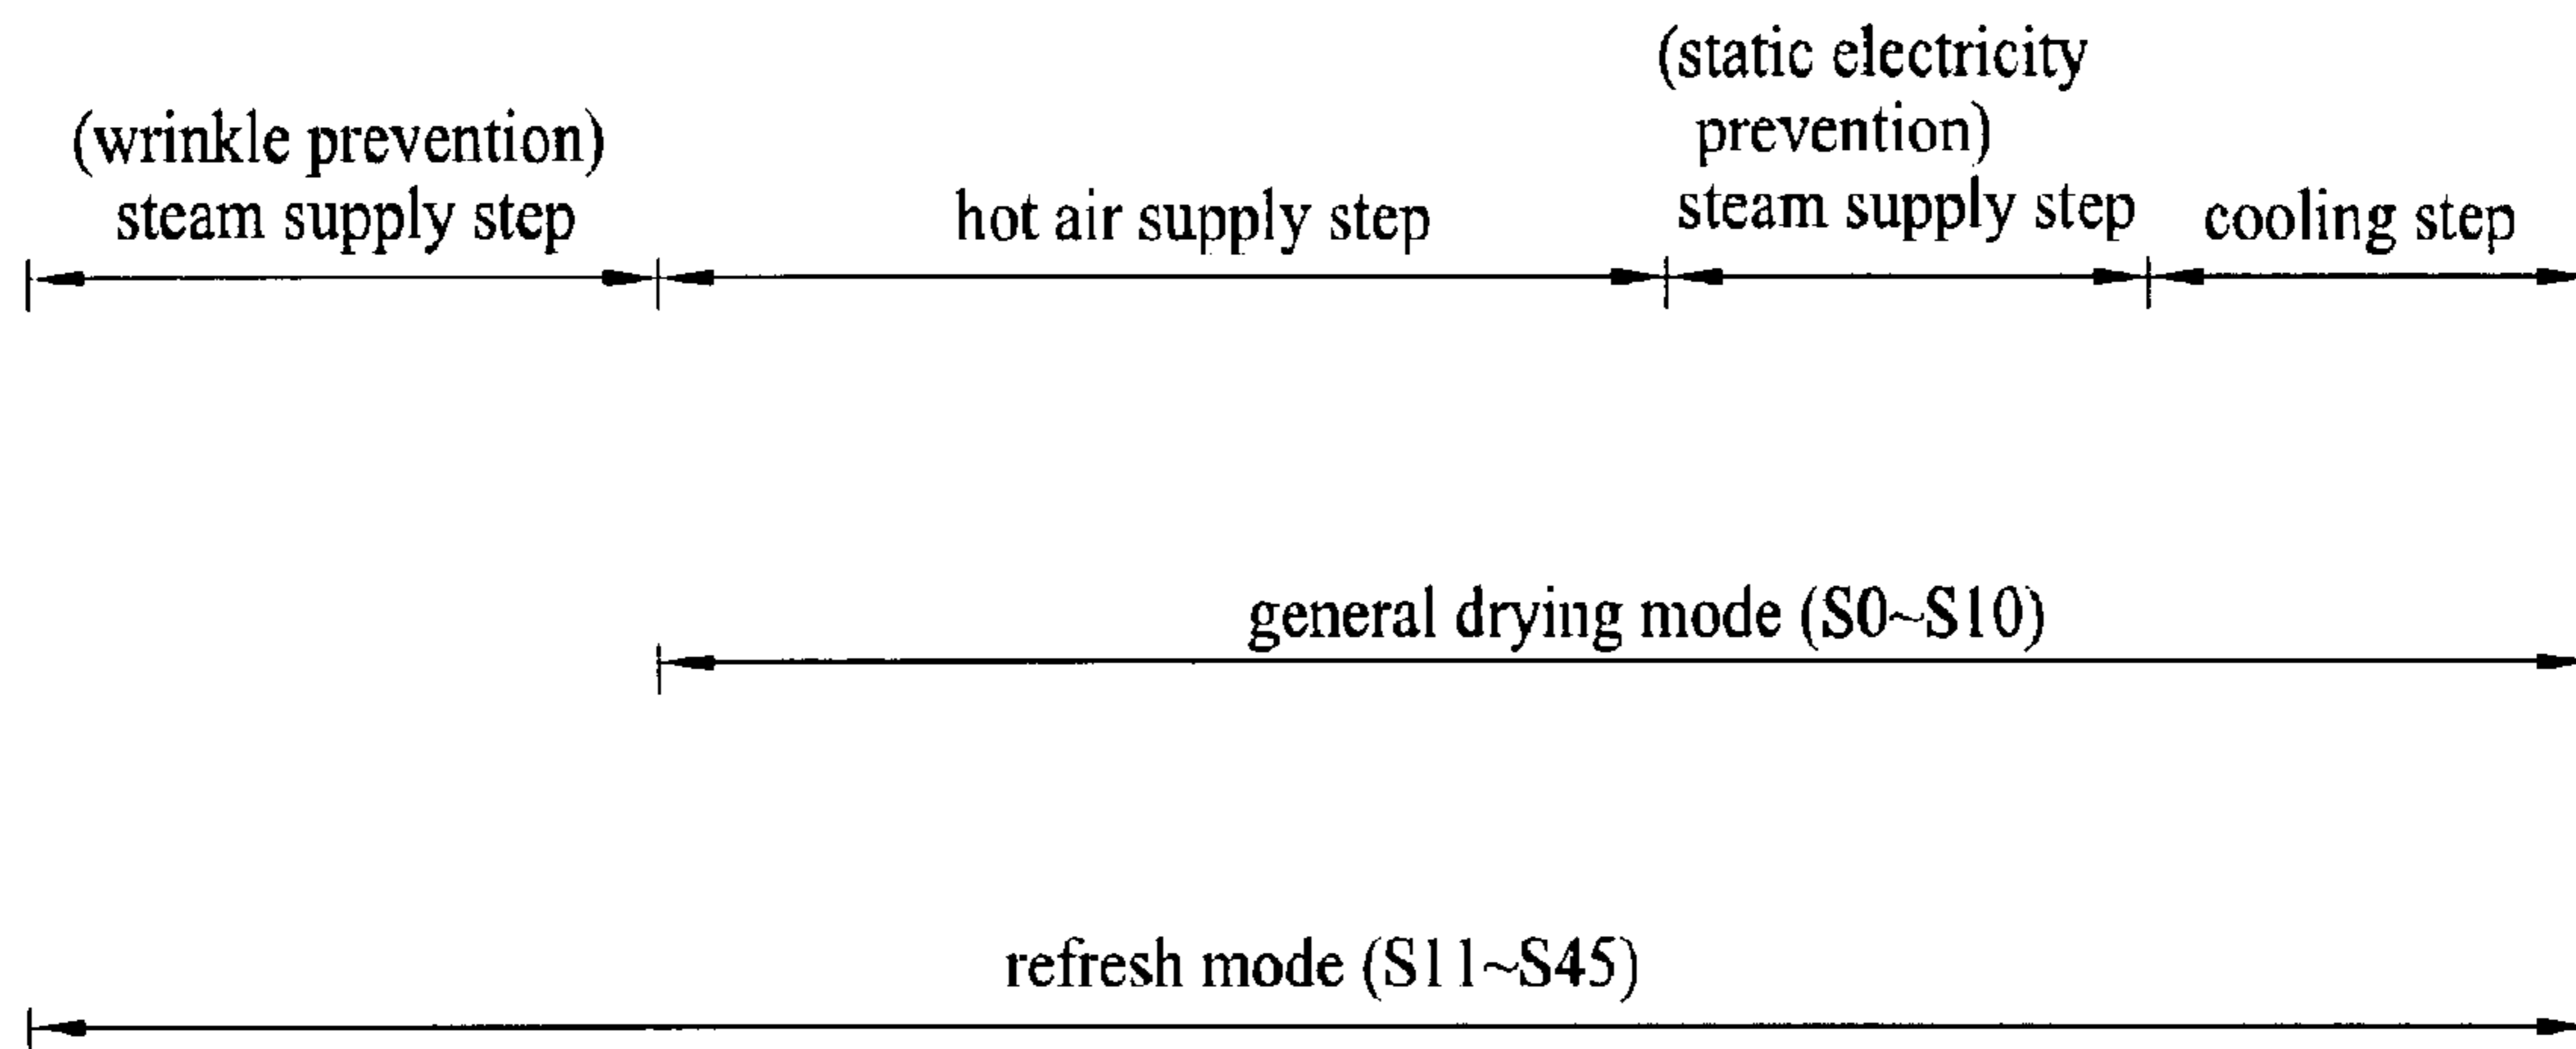 (wrinkle prevention)
steam supply step
hot air supply step
(static electricity
prevention)
steam supply step
cooling step
general drying mode (S0~S10)
refresh mode (S11~S45)